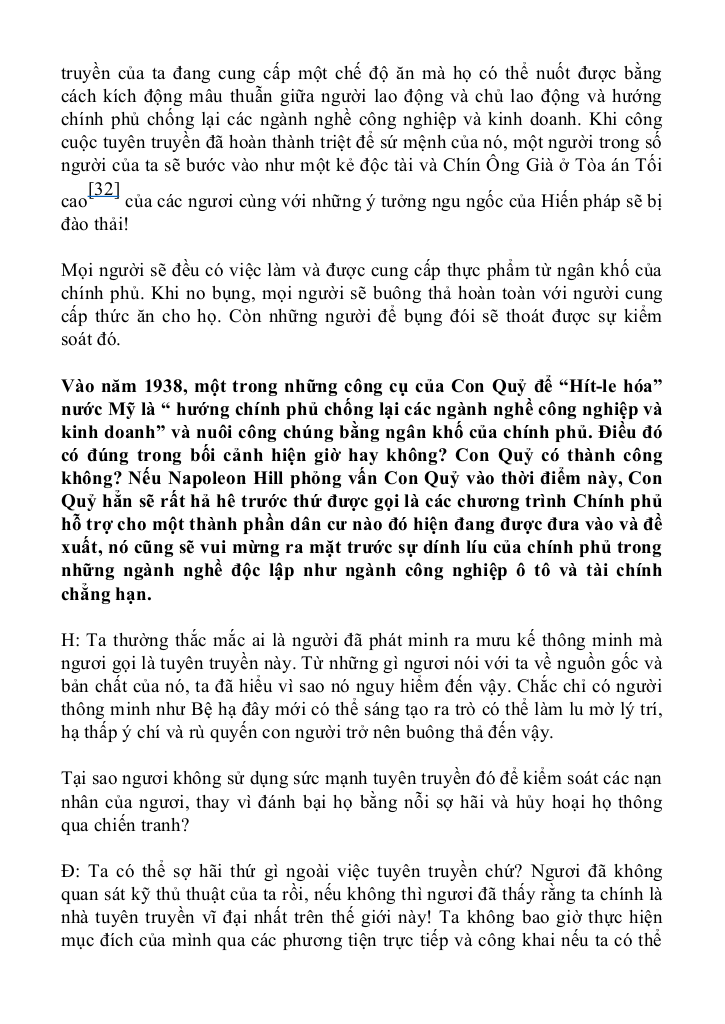 truyền của ta đang cung cấp một chế độ ăn mà họ có thể nuốt được bằng
cách kích động mâu thuẫn giữa người lao động và chủ lao động và hướng
chính phủ chống lại các ngành nghề công nghiệp và kinh doanh. Khi công
cuộc tuyên truyền đã hoàn thành triệt để sứ mệnh của nó, một người trong số
người của ta sẽ bước vào như một kẻ độc tài và Chín Ông Già ở Tòa án Tối
cao[32] của các ngươi cùng với những ý tưởng ngu ngốc của Hiến pháp sẽ bị
đào thải!
Mọi người sẽ đều có việc làm và được cung cấp thực phẩm từ ngân khố của
chính phủ. Khi no bụng, mọi người sẽ buông thả hoàn toàn với người cung
cấp thức ăn cho họ. Còn những người để bụng đói sẽ thoát được sự kiểm
soát đó.
Vào năm 1938, một trong những công cụ của Con Quỷ để “Hít-le hóa”
nước Mỹ là “ hướng chính phủ chống lại các ngành nghề công nghiệp và
kinh doanh” và nuôi công chúng bằng ngân khố của chính phủ. Điều đó
có đúng trong bối cảnh hiện giờ hay không? Con Quỷ có thành công
không? Nếu Napoleon Hill phỏng vấn Con Quỷ vào thời điểm này, Con
Quỷ hẳn sẽ rất hả hê trước thứ được gọi là các chương trình Chính phủ
hỗ trợ cho một thành phần dân cư nào đó hiện đang được đưa vào và đề
xuất, nó cũng sẽ vui mừng ra mặt trước sự dính líu của chính phủ trong
những ngành nghề độc lập như ngành công nghiệp ô tô và tài chính
chẳng hạn.
H: Ta thường thắc mắc ai là người đã phát minh ra mưu kế thông minh mà
ngươi gọi là tuyên truyền này. Từ những gì ngươi nói với ta về nguồn gốc và
bản chất của nó, ta đã hiểu vì sao nó nguy hiểm đến vậy. Chắc chỉ có người
thông minh như Bệ hạ đây mới có thể sáng tạo ra trò có thể làm lu mờ lý trí,
hạ thấp ý chí và rù quyến con người trở nên buông thả đến vậy.
Tại sao ngươi không sử dụng sức mạnh tuyên truyền đó để kiểm soát các nạn
nhân của ngươi, thay vì đánh bại họ bằng nỗi sợ hãi và hủy hoại họ thông
qua chiến tranh?
Đ: Ta có thể sợ hãi thứ gì ngoài việc tuyên truyền chứ? Ngươi đã không
quan sát kỹ thủ thuật của ta rồi, nếu không thì ngươi đã thấy rằng ta chính là
nhà tuyên truyền vĩ đại nhất trên thế giới này! Ta không bao giờ thực hiện
mục đích của mình qua các phương tiện trực tiếp và công khai nếu ta có thể